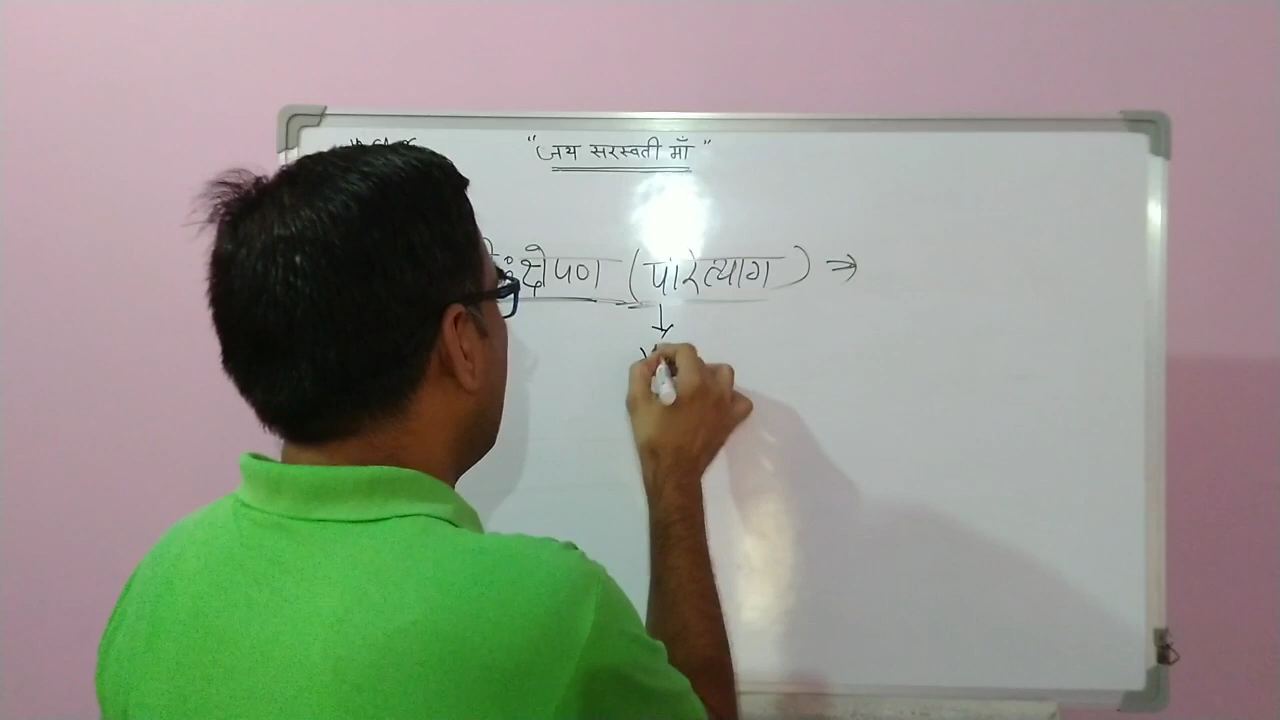 "जय सरस्वती माँ"
क्षेपण (परित्याग) ⇒
↓